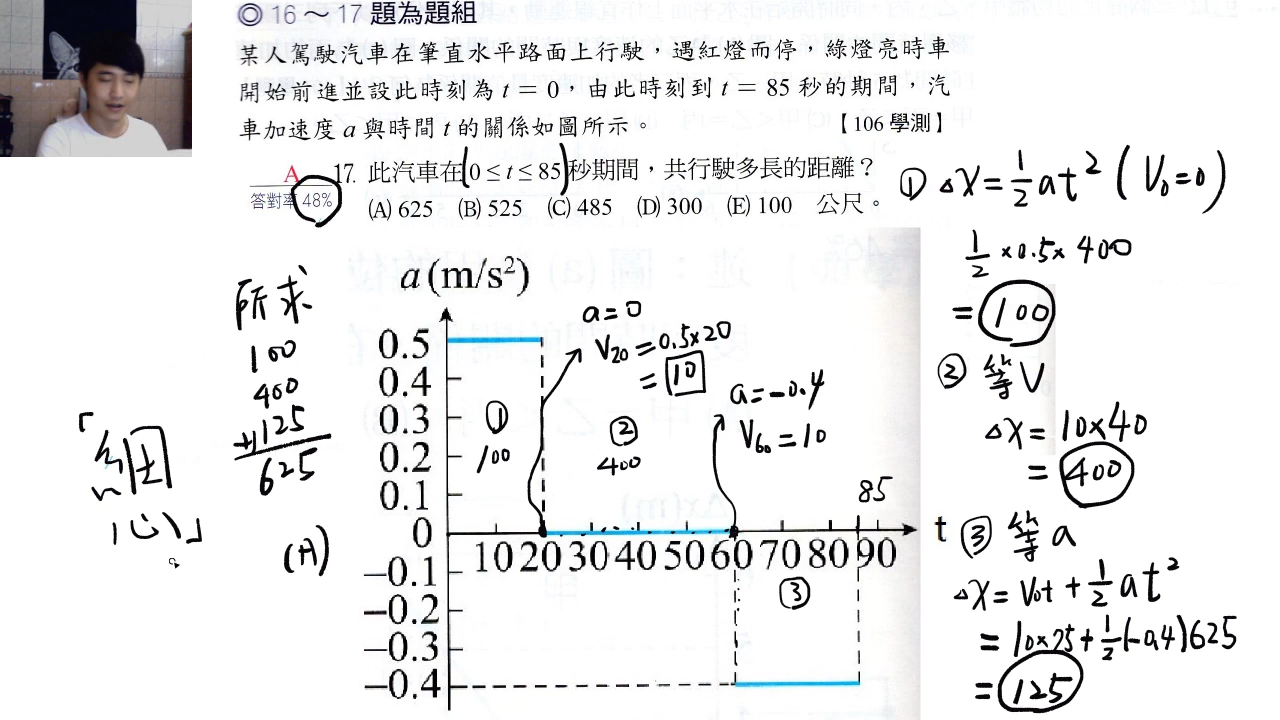 ◎ 16～17 題為題組
某人駕駛汽車在筆直水平路面上行駛，遇紅燈而停，綠燈亮時車
開始前進並設此時刻為 t = 0，由此時刻到 t = 85 秒的期間，汽
車加速度 a 與時間 t 的關係如圖所示。 【106 學測】
A
答對率 48%
17. 此汽車在(0 ≤ t ≤ 85)秒期間，共行駛多長的距離？
(A) 625 (B) 525 (C) 485 (D) 300 (E) 100 公尺。
所求
100
400
+) 125
625
(A)
「細
心」
a (m/s²)
0.5
0.4
0.3
0.2
0.1
0
−0.1
−0.2
−0.3
−0.4
10 20 30 40 50 60 70 80 90
t
85
①
100
a=0
V20 = 0.5×20
= 10
②
400
a=-0.4
V60 = 10
③
① △X = 1/2 at² (V0=0)
1/2 × 0.5 × 400
= 100
② 等V
△X = 10×40
= 400
③ 等a
△X = V0t + 1/2 at²
= 10×25 + 1/2 (-0.4) 625
= 125